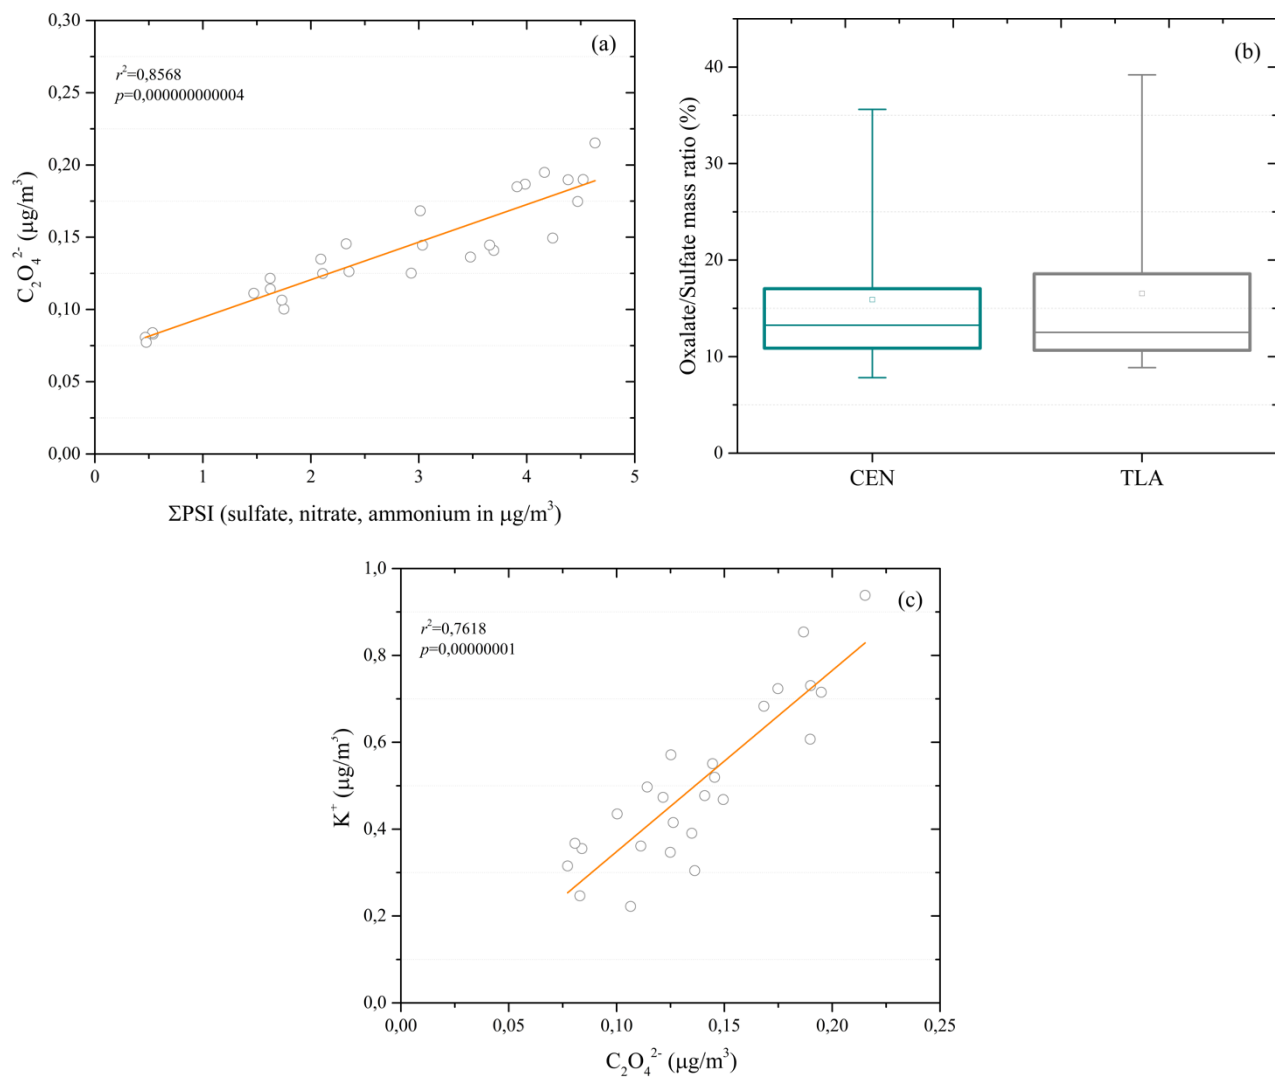 (a)
r²=0,8568
p=0,000000000004
C₂O₄²⁻ (μg/m³)
0,30
0,25
0,20
0,15
0,10
0,05
0,00
0 1 2 3 4 5
ΣPSI (sulfate, nitrate, ammonium in μg/m³)
(b)
Oxalate/Sulfate mass ratio (%)
40
30
20
10
0
CEN TLA
(c)
r²=0,7618
p=0,00000001
K⁺ (μg/m³)
1,0
0,8
0,6
0,4
0,2
0,0
0,00 0,05 0,10 0,15 0,20 0,25
C₂O₄²⁻ (μg/m³)